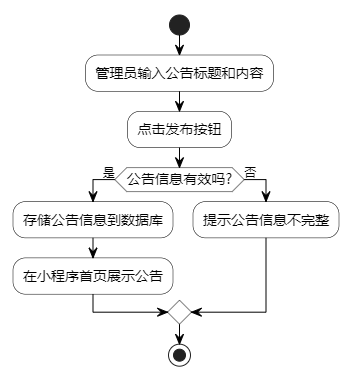 管理员输入公告标题和内容
点击发布按钮
公告信息有效吗?
是
否
存储公告信息到数据库
提示公告信息不完整
在小程序首页展示公告